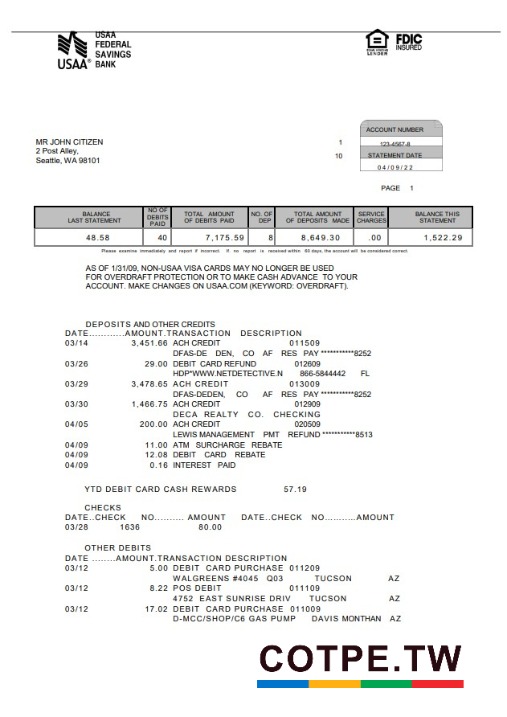 USAA
FEDERAL
SAVINGS
BANK
USAA®
FDIC
INSURED
LENDER
ACCOUNT NUMBER
MR JOHN CITIZEN 1 123-4567-8
2 Post Alley,
Seattle, WA 98101 10 STATEMENT DATE
04/09/22
PAGE 1
BALANCE LAST STATEMENT NO OF DEBITS PAID TOTAL AMOUNT OF DEBITS PAID NO. OF DEP TOTAL AMOUNT OF DEPOSITS MADE SERVICE CHARGES BALANCE THIS STATEMENT
48.58 40 7,175.59 8 8,649.30 .00 1,522.29
Please examine immediately and report if incorrect. If no report is received within 60 days, the account will be considered correct.
AS OF 1/31/09, NON-USAA VISA CARDS MAY NO LONGER BE USED
FOR OVERDRAFT PROTECTION OR TO MAKE CASH ADVANCE TO YOUR
ACCOUNT. MAKE CHANGES ON USAA.COM (KEYWORD: OVERDRAFT).
DEPOSITS AND OTHER CREDITS
DATE............AMOUNT.TRANSACTION DESCRIPTION
03/14 3,451.66 ACH CREDIT 011509
DFAS-DE DEN, CO AF RES PAY ***********8252
03/26 29.00 DEBIT CARD REFUND 012609
HDP*WWW.NETDETECTIVE.N 866-5844442 FL
03/29 3,478.65 ACH CREDIT 013009
DFAS-DEDEN, CO AF RES PAY ***********8252
03/30 1,466.75 ACH CREDIT 012909
DECA REALTY CO. CHECKING
04/05 200.00 ACH CREDIT 020509
LEWIS MANAGEMENT PMT REFUND ***********8513
04/09 11.00 ATM SURCHARGE REBATE
04/09 12.08 DEBIT CARD REBATE
04/09 0.16 INTEREST PAID
YTD DEBIT CARD CASH REWARDS 57.19
CHECKS
DATE..CHECK NO.......... AMOUNT DATE..CHECK NO..........AMOUNT
03/28 1636 80.00
OTHER DEBITS
DATE ........AMOUNT.TRANSACTION DESCRIPTION
03/12 5.00 DEBIT CARD PURCHASE 011209
WALGREENS #4045 Q03 TUCSON AZ
03/12 8.22 POS DEBIT 011109
4752 EAST SUNRISE DRIV TUCSON AZ
03/12 17.02 DEBIT CARD PURCHASE 011009
D-MCC/SHOP/C6 GAS PUMP DAVIS MONTHAN AZ
COTPE.TW